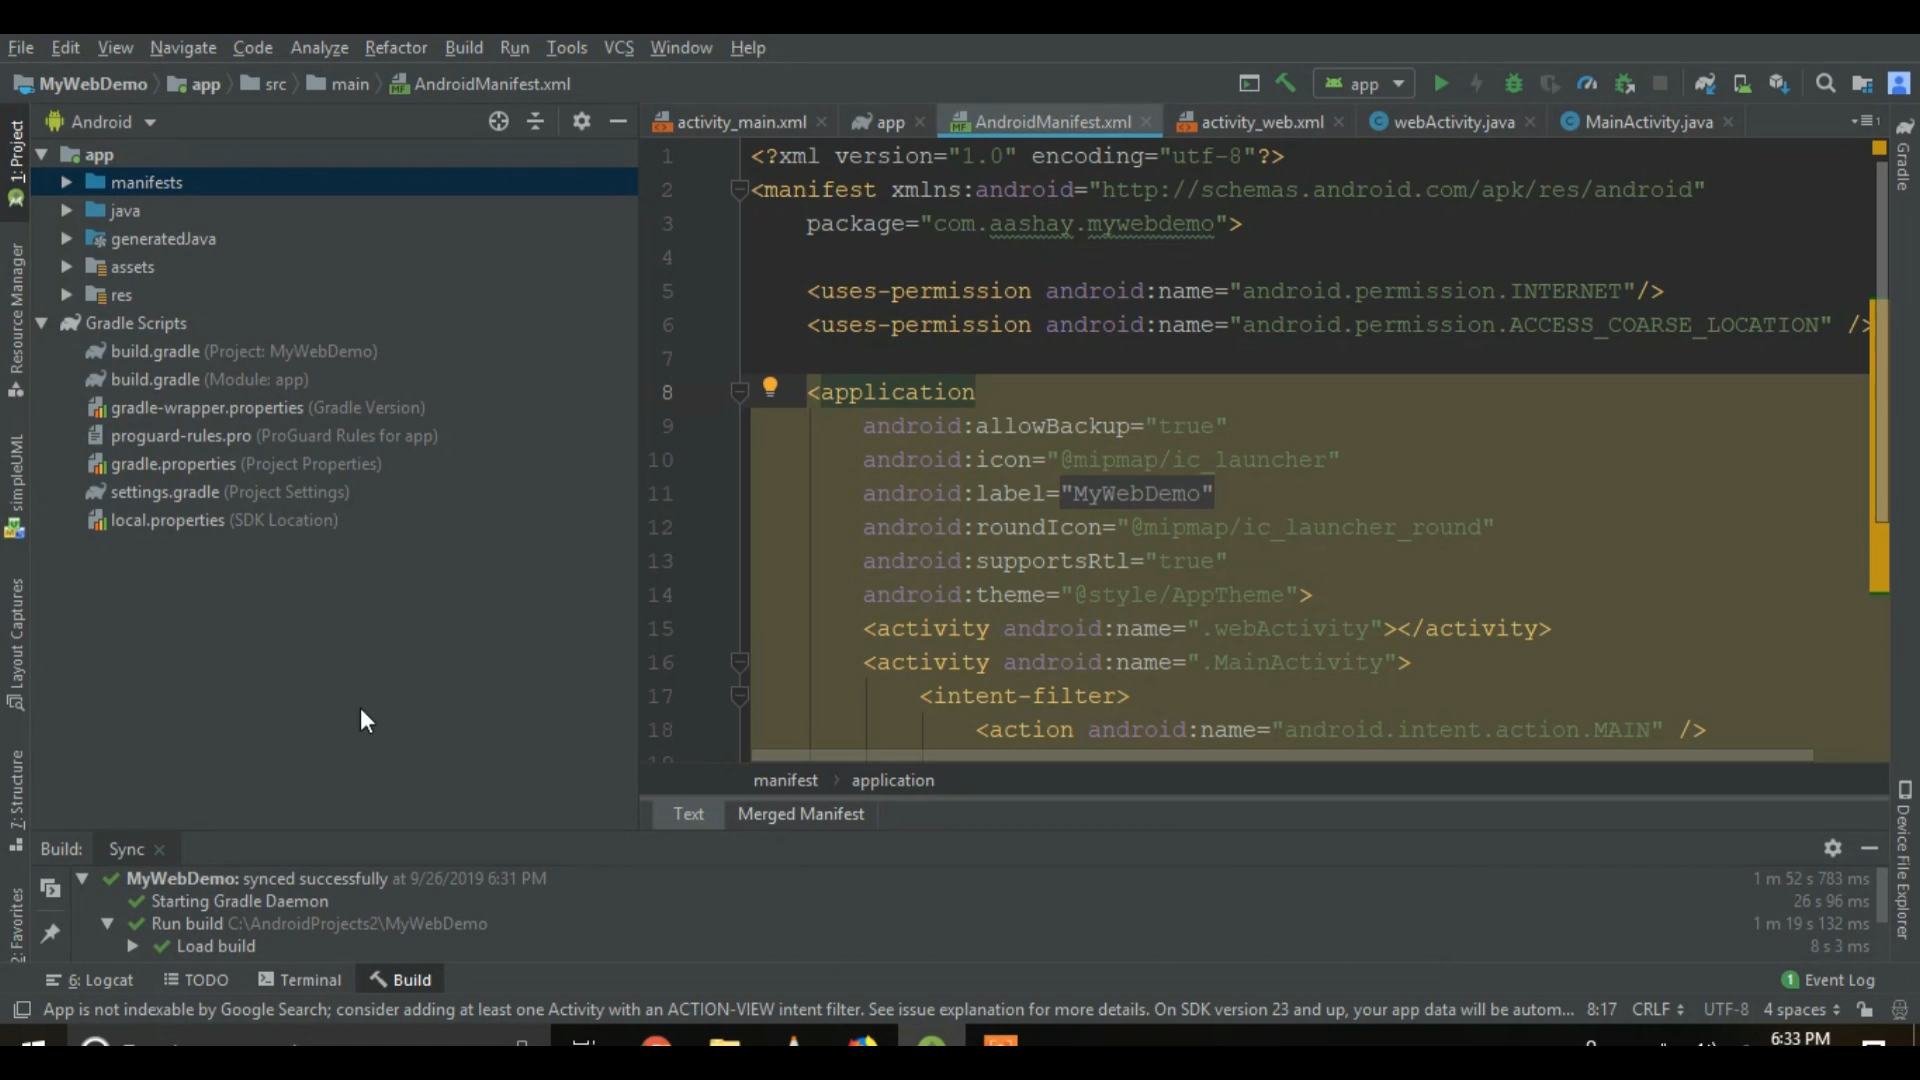 File Edit View Navigate Code Analyze Refactor Build Run Tools VCS Window Help
MyWebDemo app src main AndroidManifest.xml app
Android
activity_main.xml app AndroidManifest.xml activity_web.xml webActivity.java MainActivity.java
1: Project
Resource Manager
simpleUML
Layout Captures
7: Structure
2: Favorites
app
manifests
java
generatedJava
assets
res
Gradle Scripts
build.gradle (Project: MyWebDemo)
build.gradle (Module: app)
gradle-wrapper.properties (Gradle Version)
proguard-rules.pro (ProGuard Rules for app)
gradle.properties (Project Properties)
settings.gradle (Project Settings)
local.properties (SDK Location)
1 <?xml version="1.0" encoding="utf-8"?>
2 <manifest xmlns:android="http://schemas.android.com/apk/res/android"
3 package="com.aashay.mywebdemo">
4
5 <uses-permission android:name="android.permission.INTERNET"/>
6 <uses-permission android:name="android.permission.ACCESS_COARSE_LOCATION" />
7
8 <application
9 android:allowBackup="true"
10 android:icon="@mipmap/ic_launcher"
11 android:label="MyWebDemo"
12 android:roundIcon="@mipmap/ic_launcher_round"
13 android:supportsRtl="true"
14 android:theme="@style/AppTheme">
15 <activity android:name=".webActivity"></activity>
16 <activity android:name=".MainActivity">
17 <intent-filter>
18 <action android:name="android.intent.action.MAIN" />
manifest application
Text Merged Manifest
Gradle
Device File Explorer
Build: Sync
MyWebDemo: synced successfully at 9/26/2019 6:31 PM 1 m 52 s 783 ms
Starting Gradle Daemon 26 s 96 ms
Run build C:\AndroidProjects2\MyWebDemo 1 m 19 s 132 ms
Load build 8 s 3 ms
6: Logcat TODO Terminal Build 1 Event Log
App is not indexable by Google Search; consider adding at least one Activity with an ACTION-VIEW intent filter. See issue explanation for more details. On SDK version 23 and up, your app data will be autom... 8:17 CRLF UTF-8 4 spaces
6:33 PM